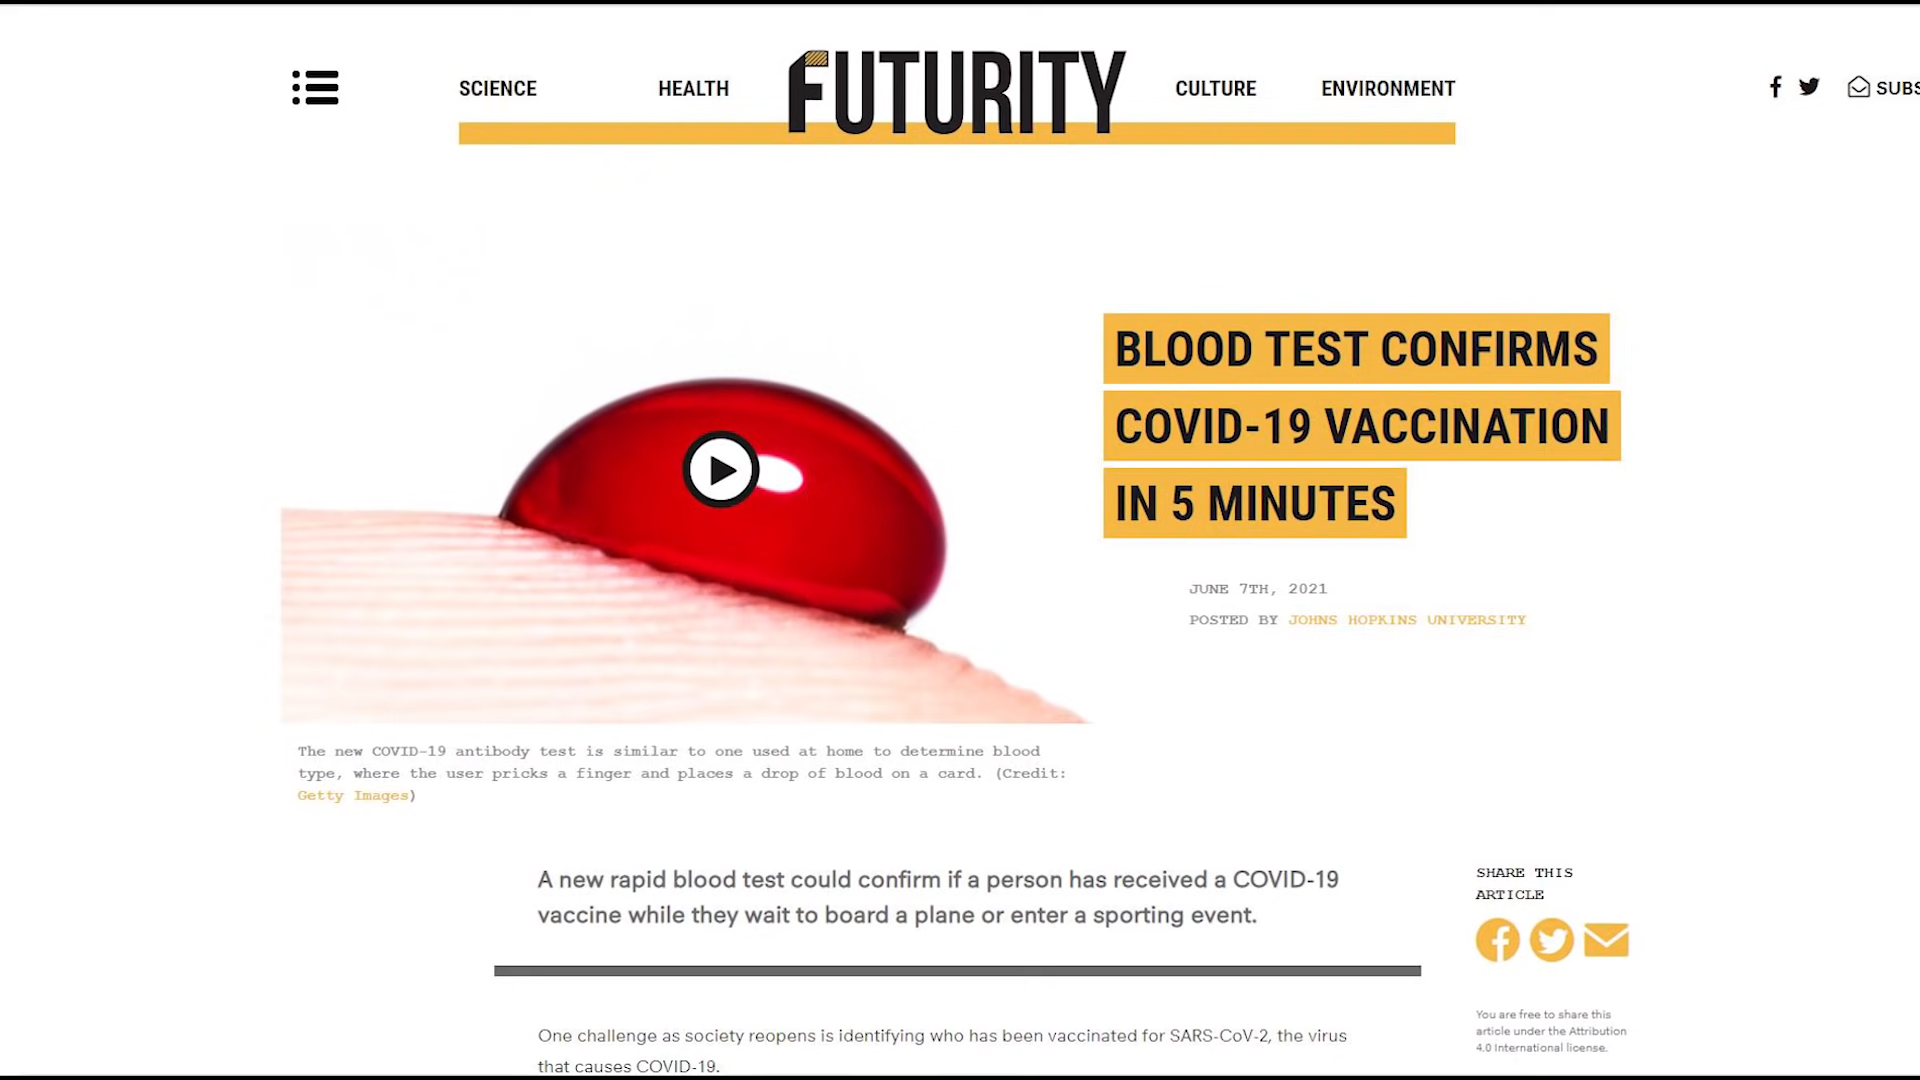 SCIENCE
HEALTH
FUTURITY
CULTURE
ENVIRONMENT
BLOOD TEST CONFIRMS
COVID-19 VACCINATION
IN 5 MINUTES
JUNE 7TH, 2021
POSTED BY JOHNS HOPKINS UNIVERSITY
The new COVID-19 antibody test is similar to one used at home to determine blood
type, where the user pricks a finger and places a drop of blood on a card. (Credit:
Getty Images)
A new rapid blood test could confirm if a person has received a COVID-19
vaccine while they wait to board a plane or enter a sporting event.
One challenge as society reopens is identifying who has been vaccinated for SARS-CoV-2, the virus
that causes COVID-19.
SHARE THIS
ARTICLE
You are free to share this
article under the Attribution
4.0 International license.